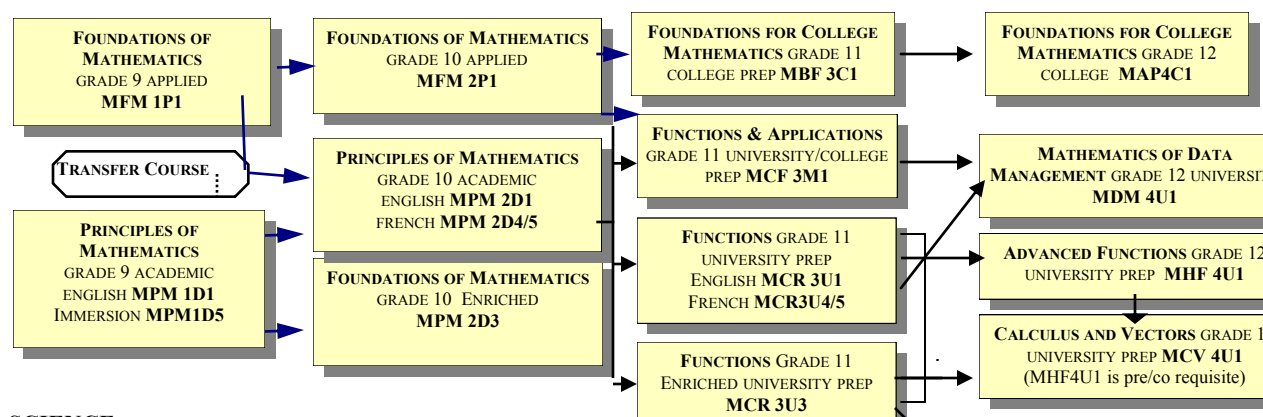 FOUNDATIONS OF
MATHEMATICS
GRADE 9 APPLIED
MFM 1P1
TRANSFER COURSE
PRINCIPLES OF
MATHEMATICS
GRADE 9 ACADEMIC
ENGLISH MPM 1D1
IMMERSION MPM1D5
FOUNDATIONS OF MATHEMATICS
GRADE 10 APPLIED
MFM 2P1
PRINCIPLES OF MATHEMATICS
GRADE 10 ACADEMIC
ENGLISH MPM 2D1
FRENCH MPM 2D4/5
FOUNDATIONS OF MATHEMATICS
GRADE 10 ENRICHED
MPM 2D3
FOUNDATIONS FOR COLLEGE
MATHEMATICS GRADE 11
COLLEGE PREP MBF 3C1
FUNCTIONS & APPLICATIONS
GRADE 11 UNIVERSITY/COLLEGE
PREP MCF 3M1
FUNCTIONS GRADE 11
UNIVERSITY PREP
ENGLISH MCR 3U1
FRENCH MCR3U4/5
FUNCTIONS GRADE 11
ENRICHED UNIVERSITY PREP
MCR 3U3
FOUNDATIONS FOR COLLEGE
MATHEMATICS GRADE 12
COLLEGE MAP4C1
MATHEMATICS OF DATA
MANAGEMENT GRADE 12 UNIVERSIT
MDM 4U1
ADVANCED FUNCTIONS GRADE 12
UNIVERSITY PREP MHF 4U1
CALCULUS AND VECTORS GRADE 1
UNIVERSITY PREP MCV 4U1
(MHF4U1 is pre/co requisite)
SCIENCE